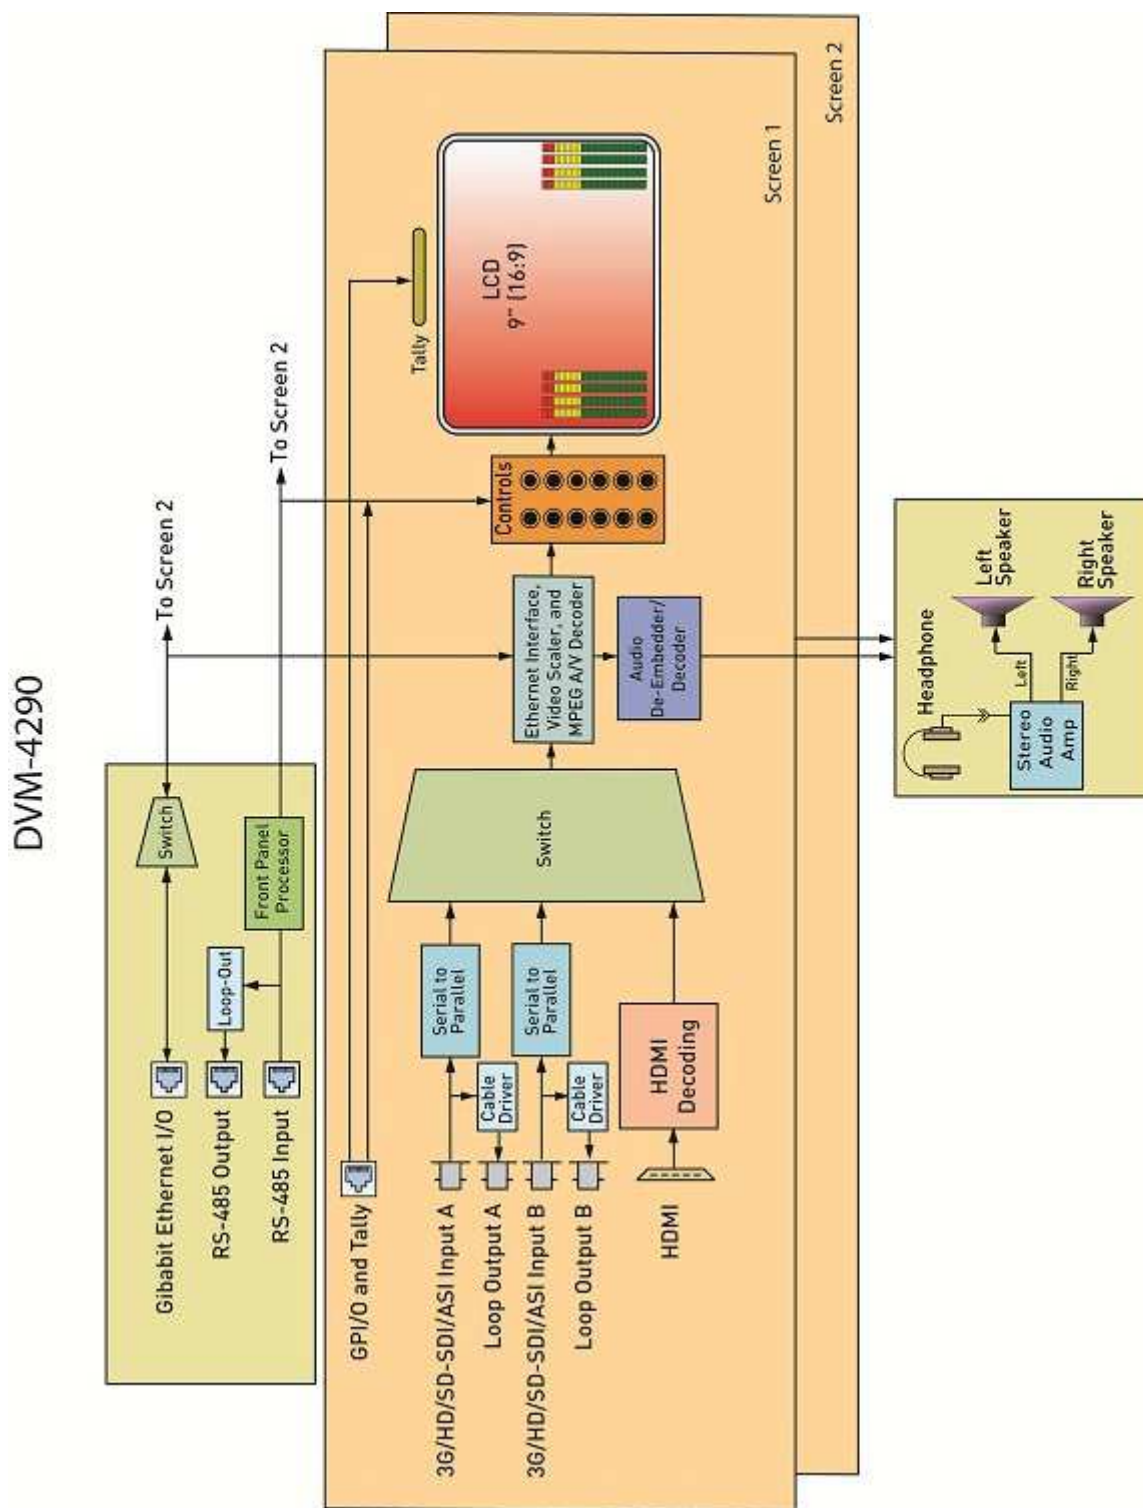 DVM-4290
Gibabit Ethernet I/O
RS-485 Output
RS-485 Input
Loop-Out
Switch
Front Panel
Processor
To Screen 2
To Screen 2
GPI/O and Tally
3G/HD/SD-SDI/ASI Input A
Loop Output A
3G/HD/SD-SDI/ASI Input B
Loop Output B
HDMI
Serial to
Parallel
Cable
Driver
Serial to
Parallel
Cable
Driver
HDMI
Decoding
Switch
Ethernet Interface,
Video Scaler, and
MPEG A/V Decoder
Audio
De-Embedder/
Decoder
Controls
Tally
LCD
9" (16:9)
Screen 1
Screen 2
Headphone
Stereo
Audio
Amp
Left
Right
Left
Speaker
Right
Speaker